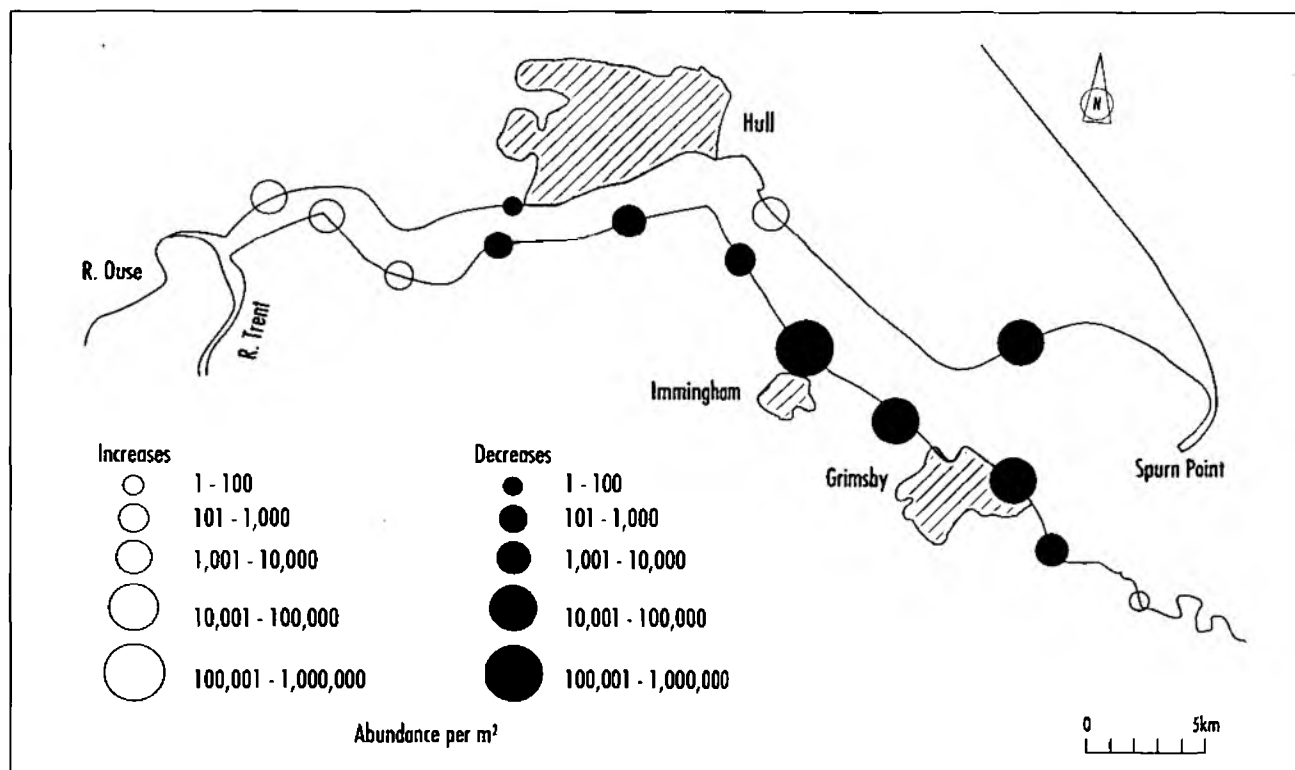 N
Hull
R. Ouse
R. Trent
Immingham
Grimsby
Spurn Point
Increases
1 - 100
101 - 1,000
1,001 - 10,000
10,001 - 100,000
100,001 - 1,000,000
Decreases
1 - 100
101 - 1,000
1,001 - 10,000
10,001 - 100,000
100,001 - 1,000,000
Abundance per m²
0 5km